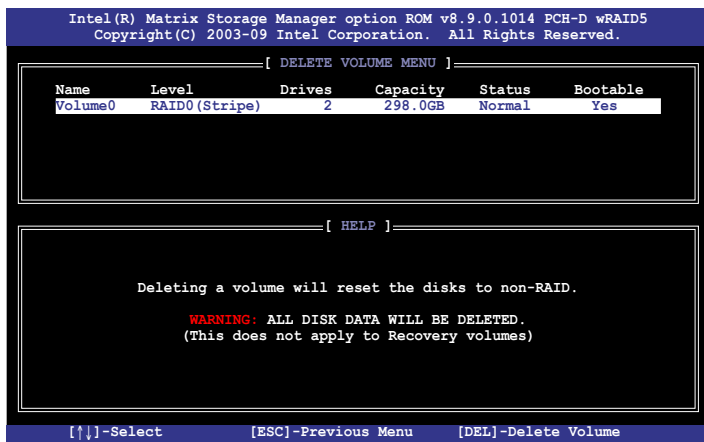 Intel(R) Matrix Storage Manager option ROM v8.9.0.1014 PCH-D wRAID5
Copyright(C) 2003-09 Intel Corporation. All Rights Reserved.
[ DELETE VOLUME MENU ]
Name Level Drives Capacity Status Bootable
Volume0 RAID0(Stripe) 2 298.0GB Normal Yes
[ HELP ]
Deleting a volume will reset the disks to non-RAID.
WARNING: ALL DISK DATA WILL BE DELETED.
(This does not apply to Recovery volumes)
[↑↓]-Select [ESC]-Previous Menu [DEL]-Delete Volume